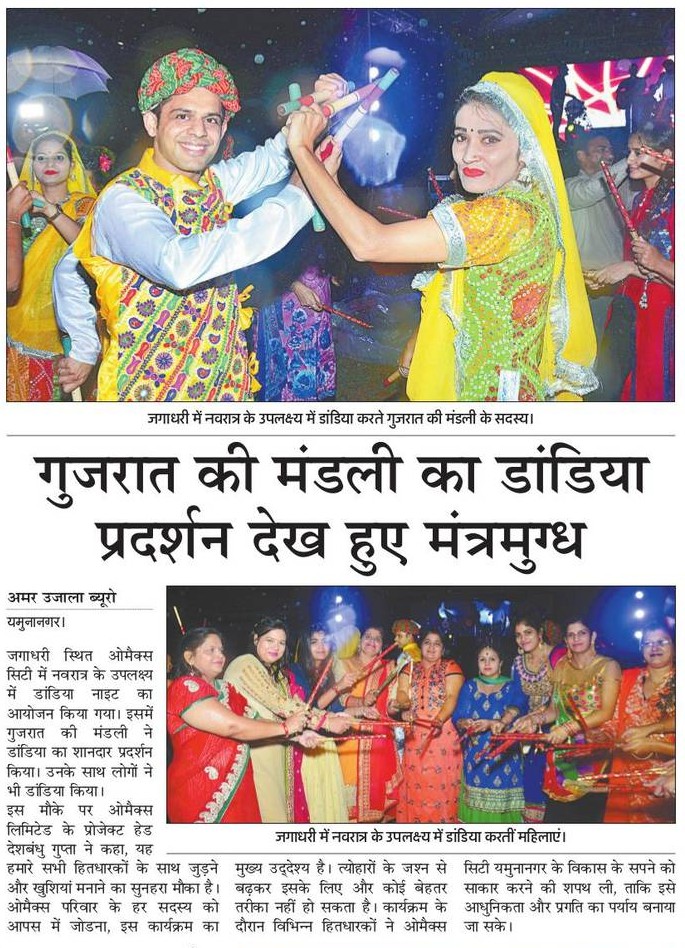 जगाधरी में नवरात्र के उपलक्ष्य में डांडिया करते गुजरात की मंडली के सदस्य।
गुजरात की मंडली का डांडिया
प्रदर्शन देख हुए मंत्रमुग्ध
अमर उजाला ब्यूरो
यमुनानगर।
जगाधरी स्थित ओमैक्स
सिटी में नवरात्र के उपलक्ष्य
में डांडिया नाइट का
आयोजन किया गया। इसमें
गुजरात की मंडली ने
डांडिया का शानदार प्रदर्शन
किया। उनके साथ लोगों ने
भी डांडिया किया।
इस मौके पर ओमैक्स
लिमिटेड के प्रोजेक्ट हेड
देशबंधु गुप्ता ने कहा, यह
हमारे सभी हितधारकों के साथ जुड़ने
और खुशियां मनाने का सुनहरा मौका है।
ओमैक्स परिवार के हर सदस्य को
आपस में जोडना, इस कार्यक्रम का
जगाधरी में नवरात्र के उपलक्ष्य में डांडिया करतीं महिलाएं।
मुख्य उद्देश्य है। त्योहारों के जश्न से
बढ़कर इसके लिए और कोई बेहतर
तरीका नहीं हो सकता है। कार्यक्रम के
दौरान विभिन्न हितधारकों ने ओमैक्स
सिटी यमुनानगर के विकास के सपने को
साकार करने की शपथ ली, ताकि इसे
आधुनिकता और प्रगति का पर्याय बनाया
जा सके।